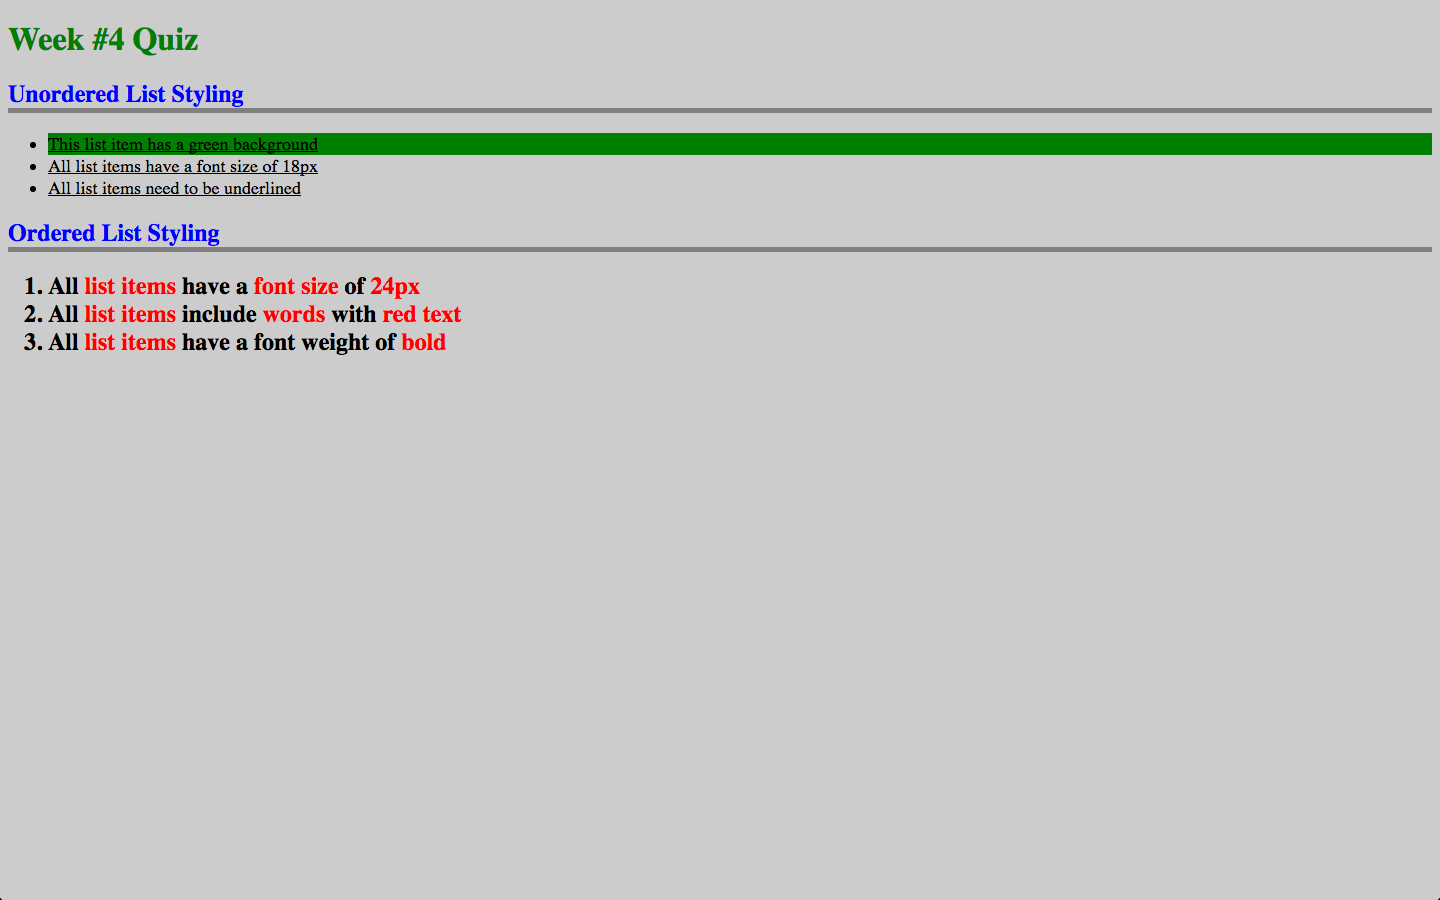 Week #4 Quiz
Unordered List Styling
• This list item has a green background
• All list items have a font size of 18px
• All list items need to be underlined
Ordered List Styling
1. All list items have a font size of 24px
2. All list items include words with red text
3. All list items have a font weight of bold